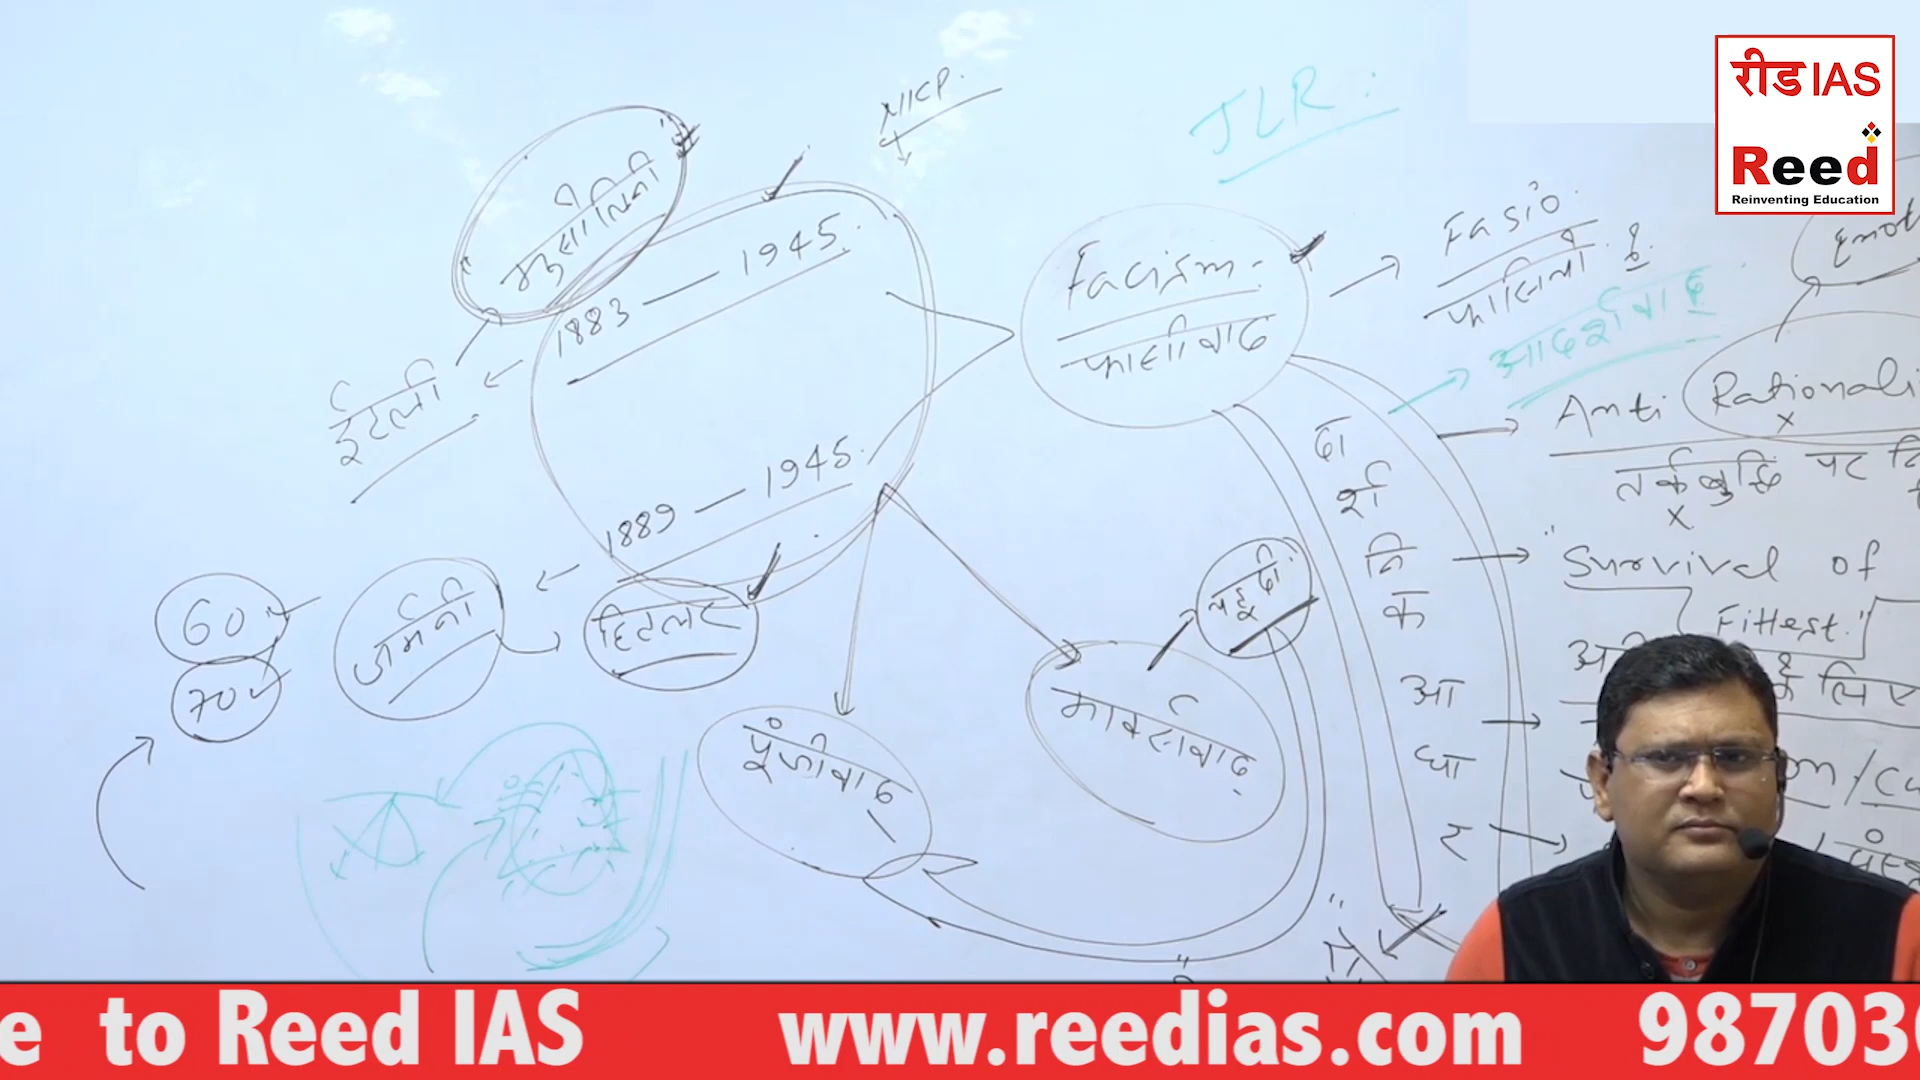 रीड IAS
Reed
Reinventing Education
JLR:
मुसोलिनी
1883 — 1945.
ईटली
1889 — 1945.
हिटलर
जर्मनी
60
70
Facism
फासीवाद
Fasio
आदर्शवाद
Anti Rationali
तर्कबुद्धि पर
X
X
"Survival of
Fittest."
के लिए
दा
र्श
नि
क
आ
धा
र
यहूदी
मार्क्सवाद
पूंजीवाद
e to Reed IAS www.reedias.com 98703